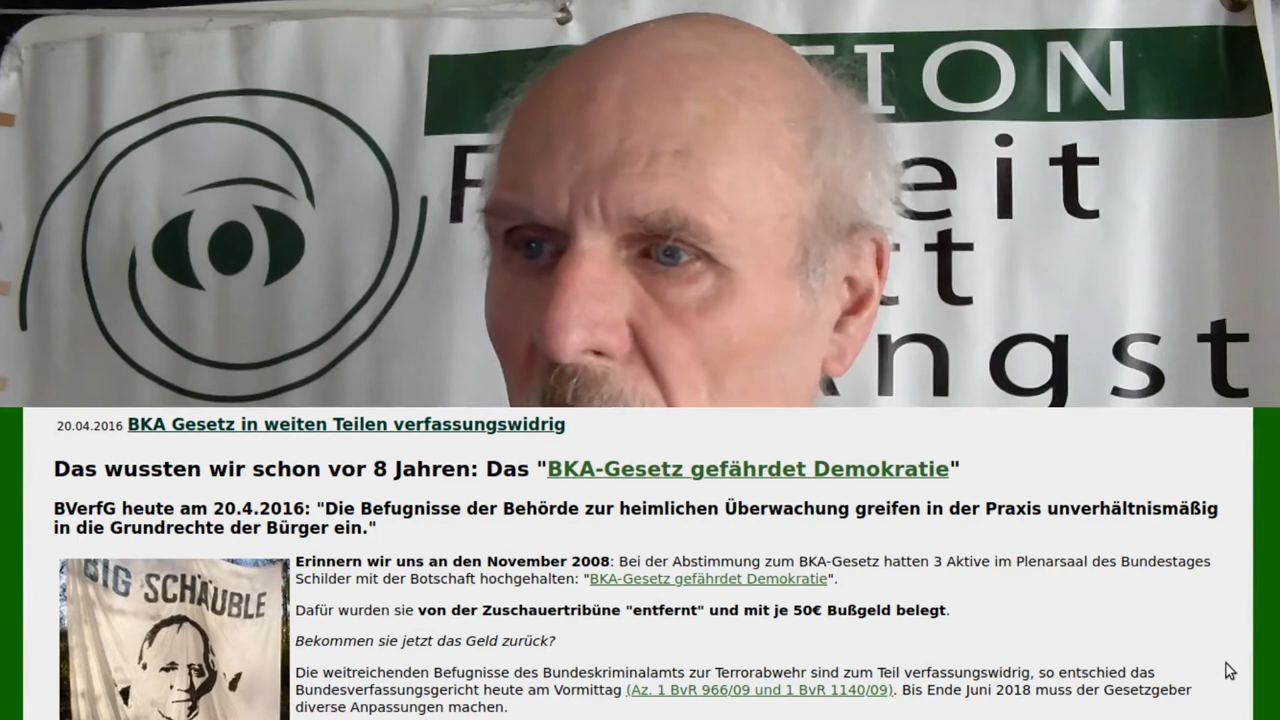 TION
F eit
tt
Angst
20.04.2016 BKA Gesetz in weiten Teilen verfassungswidrig
Das wussten wir schon vor 8 Jahren: Das "BKA-Gesetz gefährdet Demokratie"
BVerfG heute am 20.4.2016: "Die Befugnisse der Behörde zur heimlichen Überwachung greifen in der Praxis unverhältnismäßig
in die Grundrechte der Bürger ein."
BIG SCHÄUBLE
Erinnern wir uns an den November 2008: Bei der Abstimmung zum BKA-Gesetz hatten 3 Aktive im Plenarsaal des Bundestages
Schilder mit der Botschaft hochgehalten: "BKA-Gesetz gefährdet Demokratie".
Dafür wurden sie von der Zuschauertribüne "entfernt" und mit je 50€ Bußgeld belegt.
Bekommen sie jetzt das Geld zurück?
Die weitreichenden Befugnisse des Bundeskriminalamts zur Terrorabwehr sind zum Teil verfassungswidrig, so entschied das
Bundesverfassungsgericht heute am Vormittag (Az. 1 BvR 966/09 und 1 BvR 1140/09). Bis Ende Juni 2018 muss der Gesetzgeber
diverse Anpassungen machen.